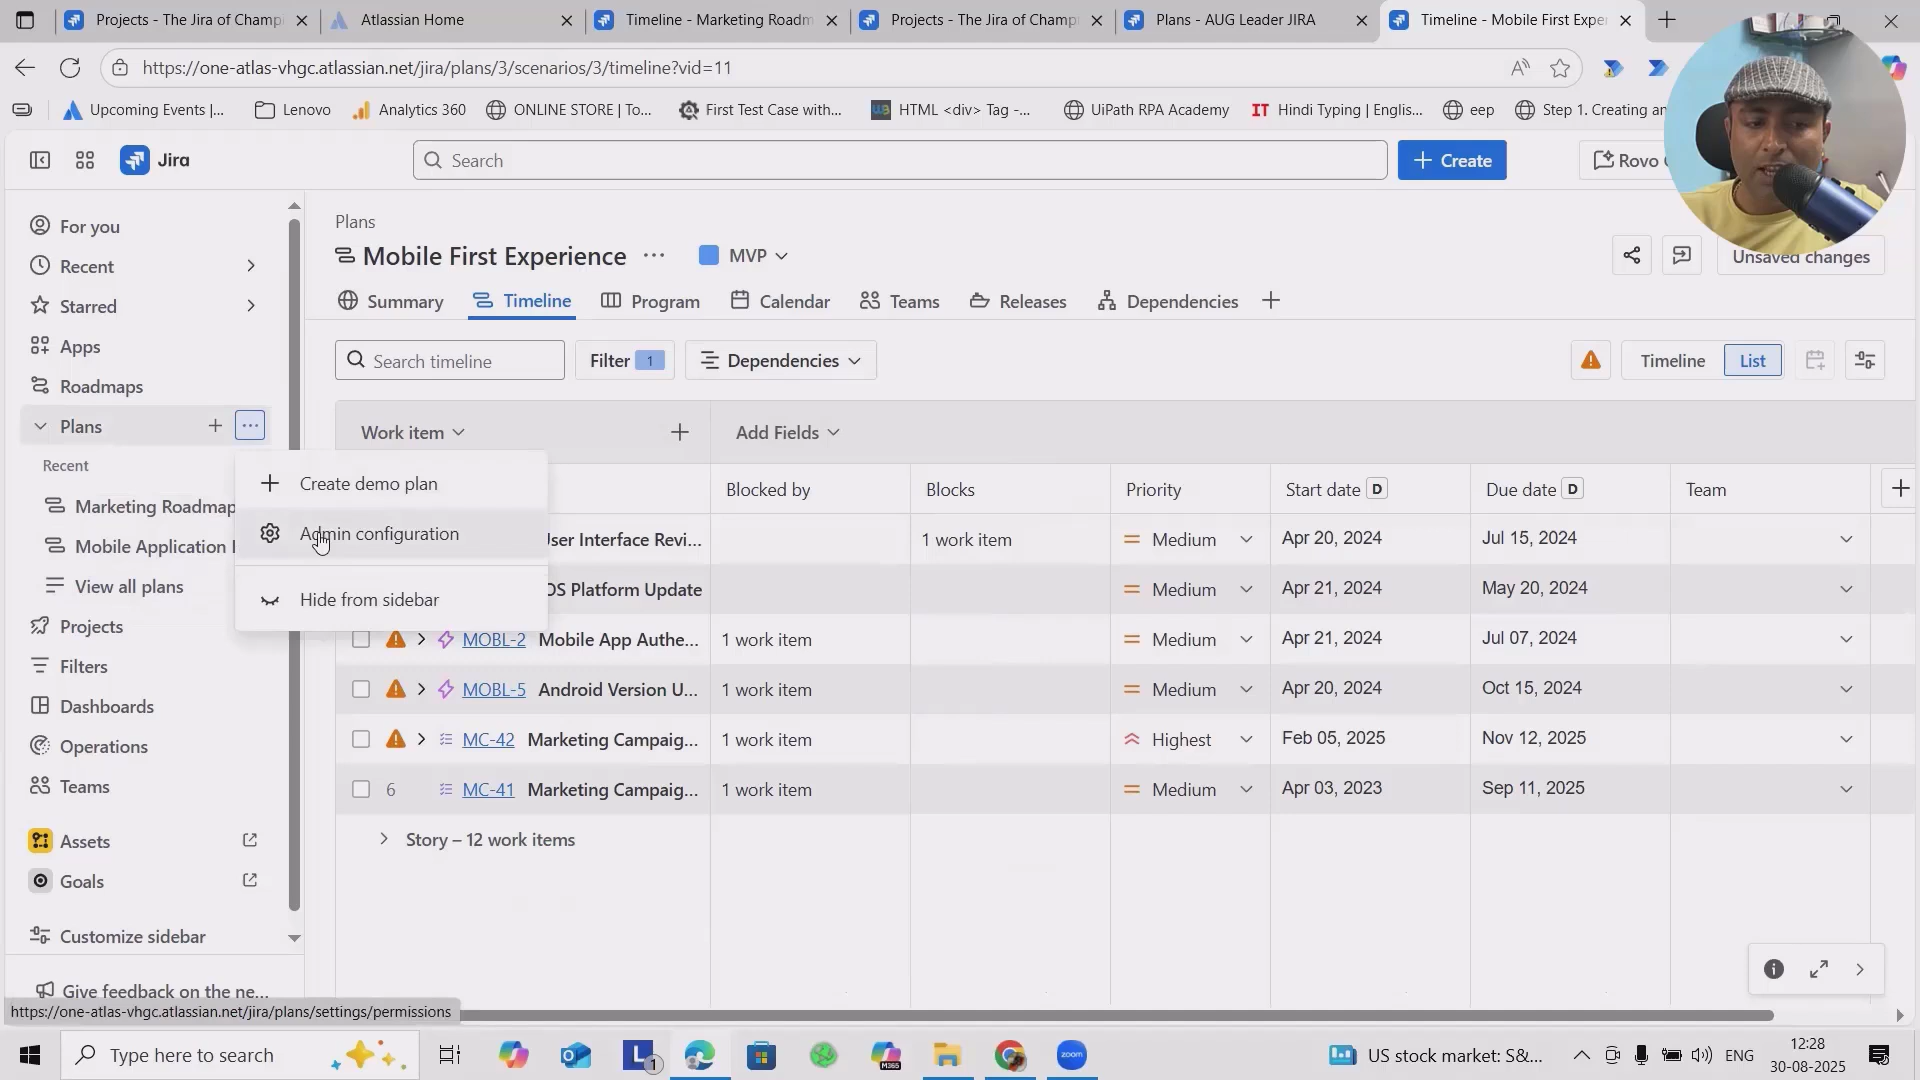 Projects - The Jira of Champ
Atlassian Home
Timeline - Marketing Roadm
Projects - The Jira of Champ
Plans - AUG Leader JIRA
Timeline - Mobile First Expe
https://one-atlas-vhgc.atlassian.net/jira/plans/3/scenarios/3/timeline?vid=11
Upcoming Events |...
Lenovo
Analytics 360
ONLINE STORE | To...
First Test Case with...
HTML <div> Tag -...
UiPath RPA Academy
IT Hindi Typing | Englis...
eep
Step 1. Creating an
Jira
Search
Create
Rovo
For you
Recent
Starred
Apps
Roadmaps
Plans
Recent
Marketing Roadmap
Mobile Application
View all plans
Projects
Filters
Dashboards
Operations
Teams
Assets
Goals
Customize sidebar
Give feedback on the ne...
https://one-atlas-vhgc.atlassian.net/jira/plans/settings/permissions
Create demo plan
Admin configuration
Hide from sidebar
Plans
Mobile First Experience
MVP
Unsaved changes
Summary
Timeline
Program
Calendar
Teams
Releases
Dependencies
Search timeline
Filter 1
Dependencies
Timeline
List
Work item
Add Fields
Blocked by Blocks Priority Start date D Due date D Team
User Interface Revi... 1 work item Medium Apr 20, 2024 Jul 15, 2024
OS Platform Update Medium Apr 21, 2024 May 20, 2024
MOBL-2 Mobile App Authe... 1 work item Medium Apr 21, 2024 Jul 07, 2024
MOBL-5 Android Version U... 1 work item Medium Apr 20, 2024 Oct 15, 2024
MC-42 Marketing Campaig... 1 work item Highest Feb 05, 2025 Nov 12, 2025
6 MC-41 Marketing Campaig... 1 work item Medium Apr 03, 2023 Sep 11, 2025
Story – 12 work items
Type here to search
L 1
M365
zoom
US stock market: S&...
ENG
12:28
30-08-2025